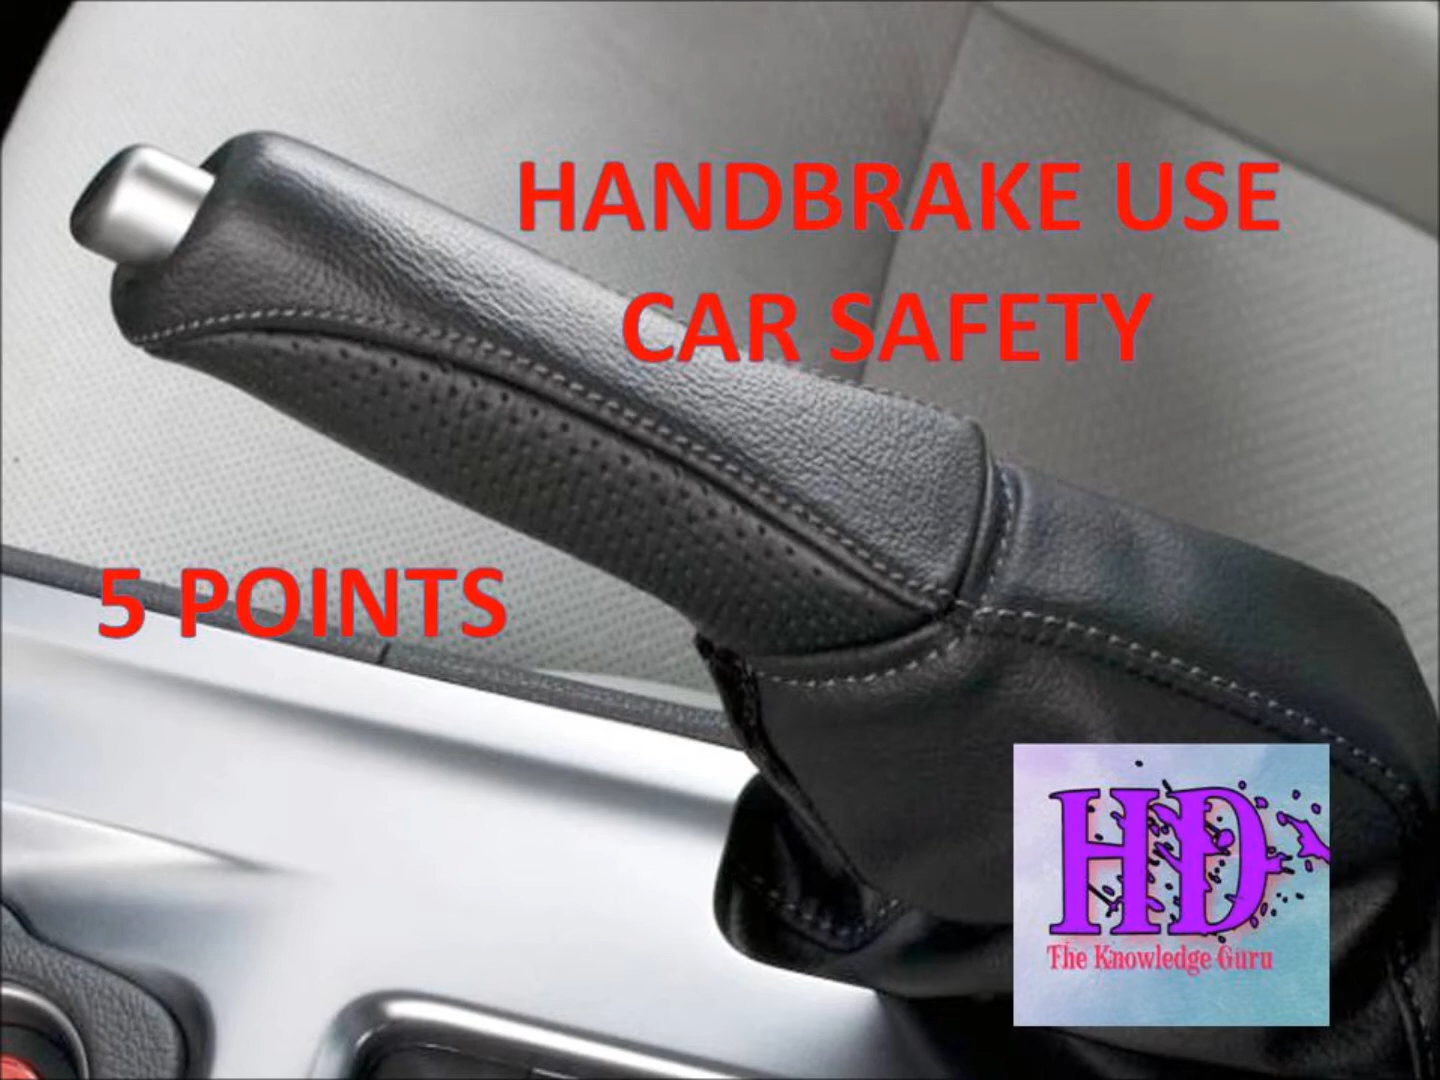 HANDBRAKE USE
CAR SAFETY
5 POINTS
HD
The Knowledge Guru